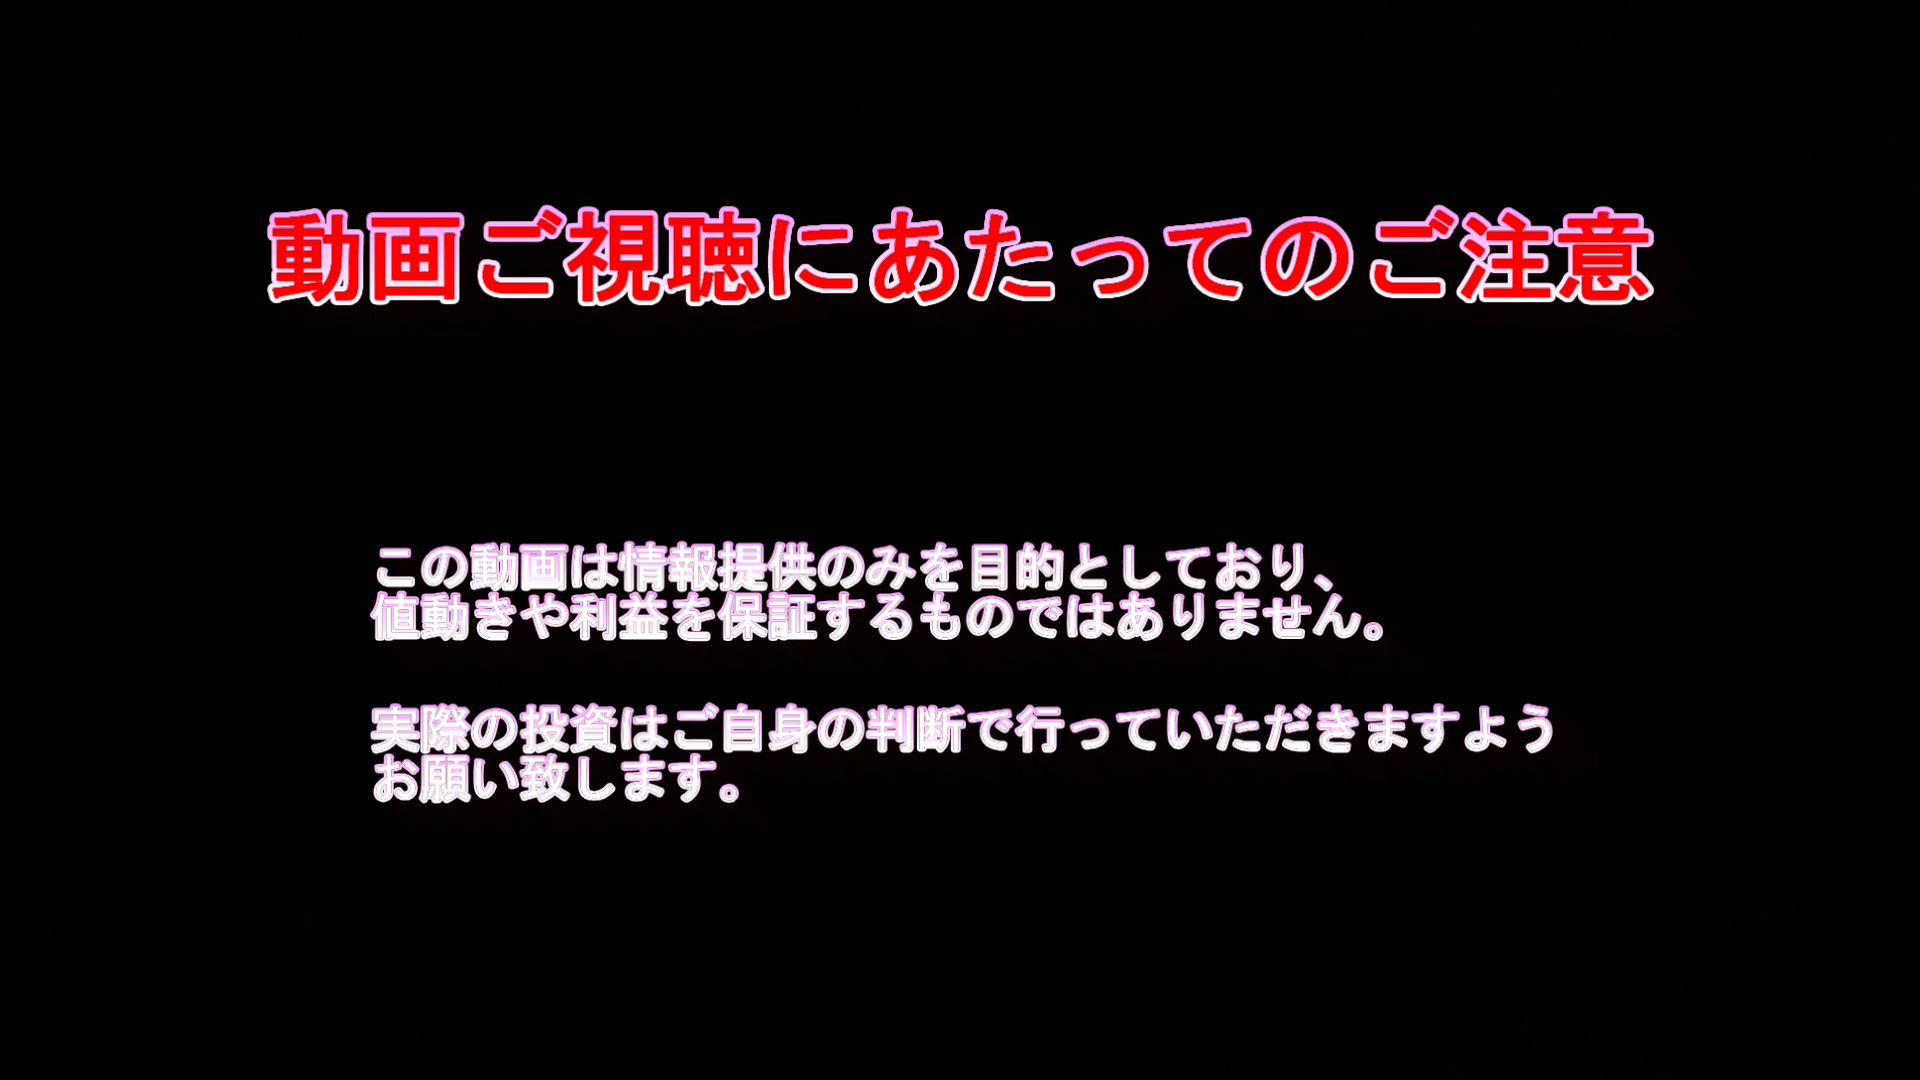 動画ご視聴にあたってのご注意
この動画は情報提供のみを目的としており、
値動きや利益を保証するものではありません。
実際の投資はご自身の判断で行っていただきますよう
お願い致します。